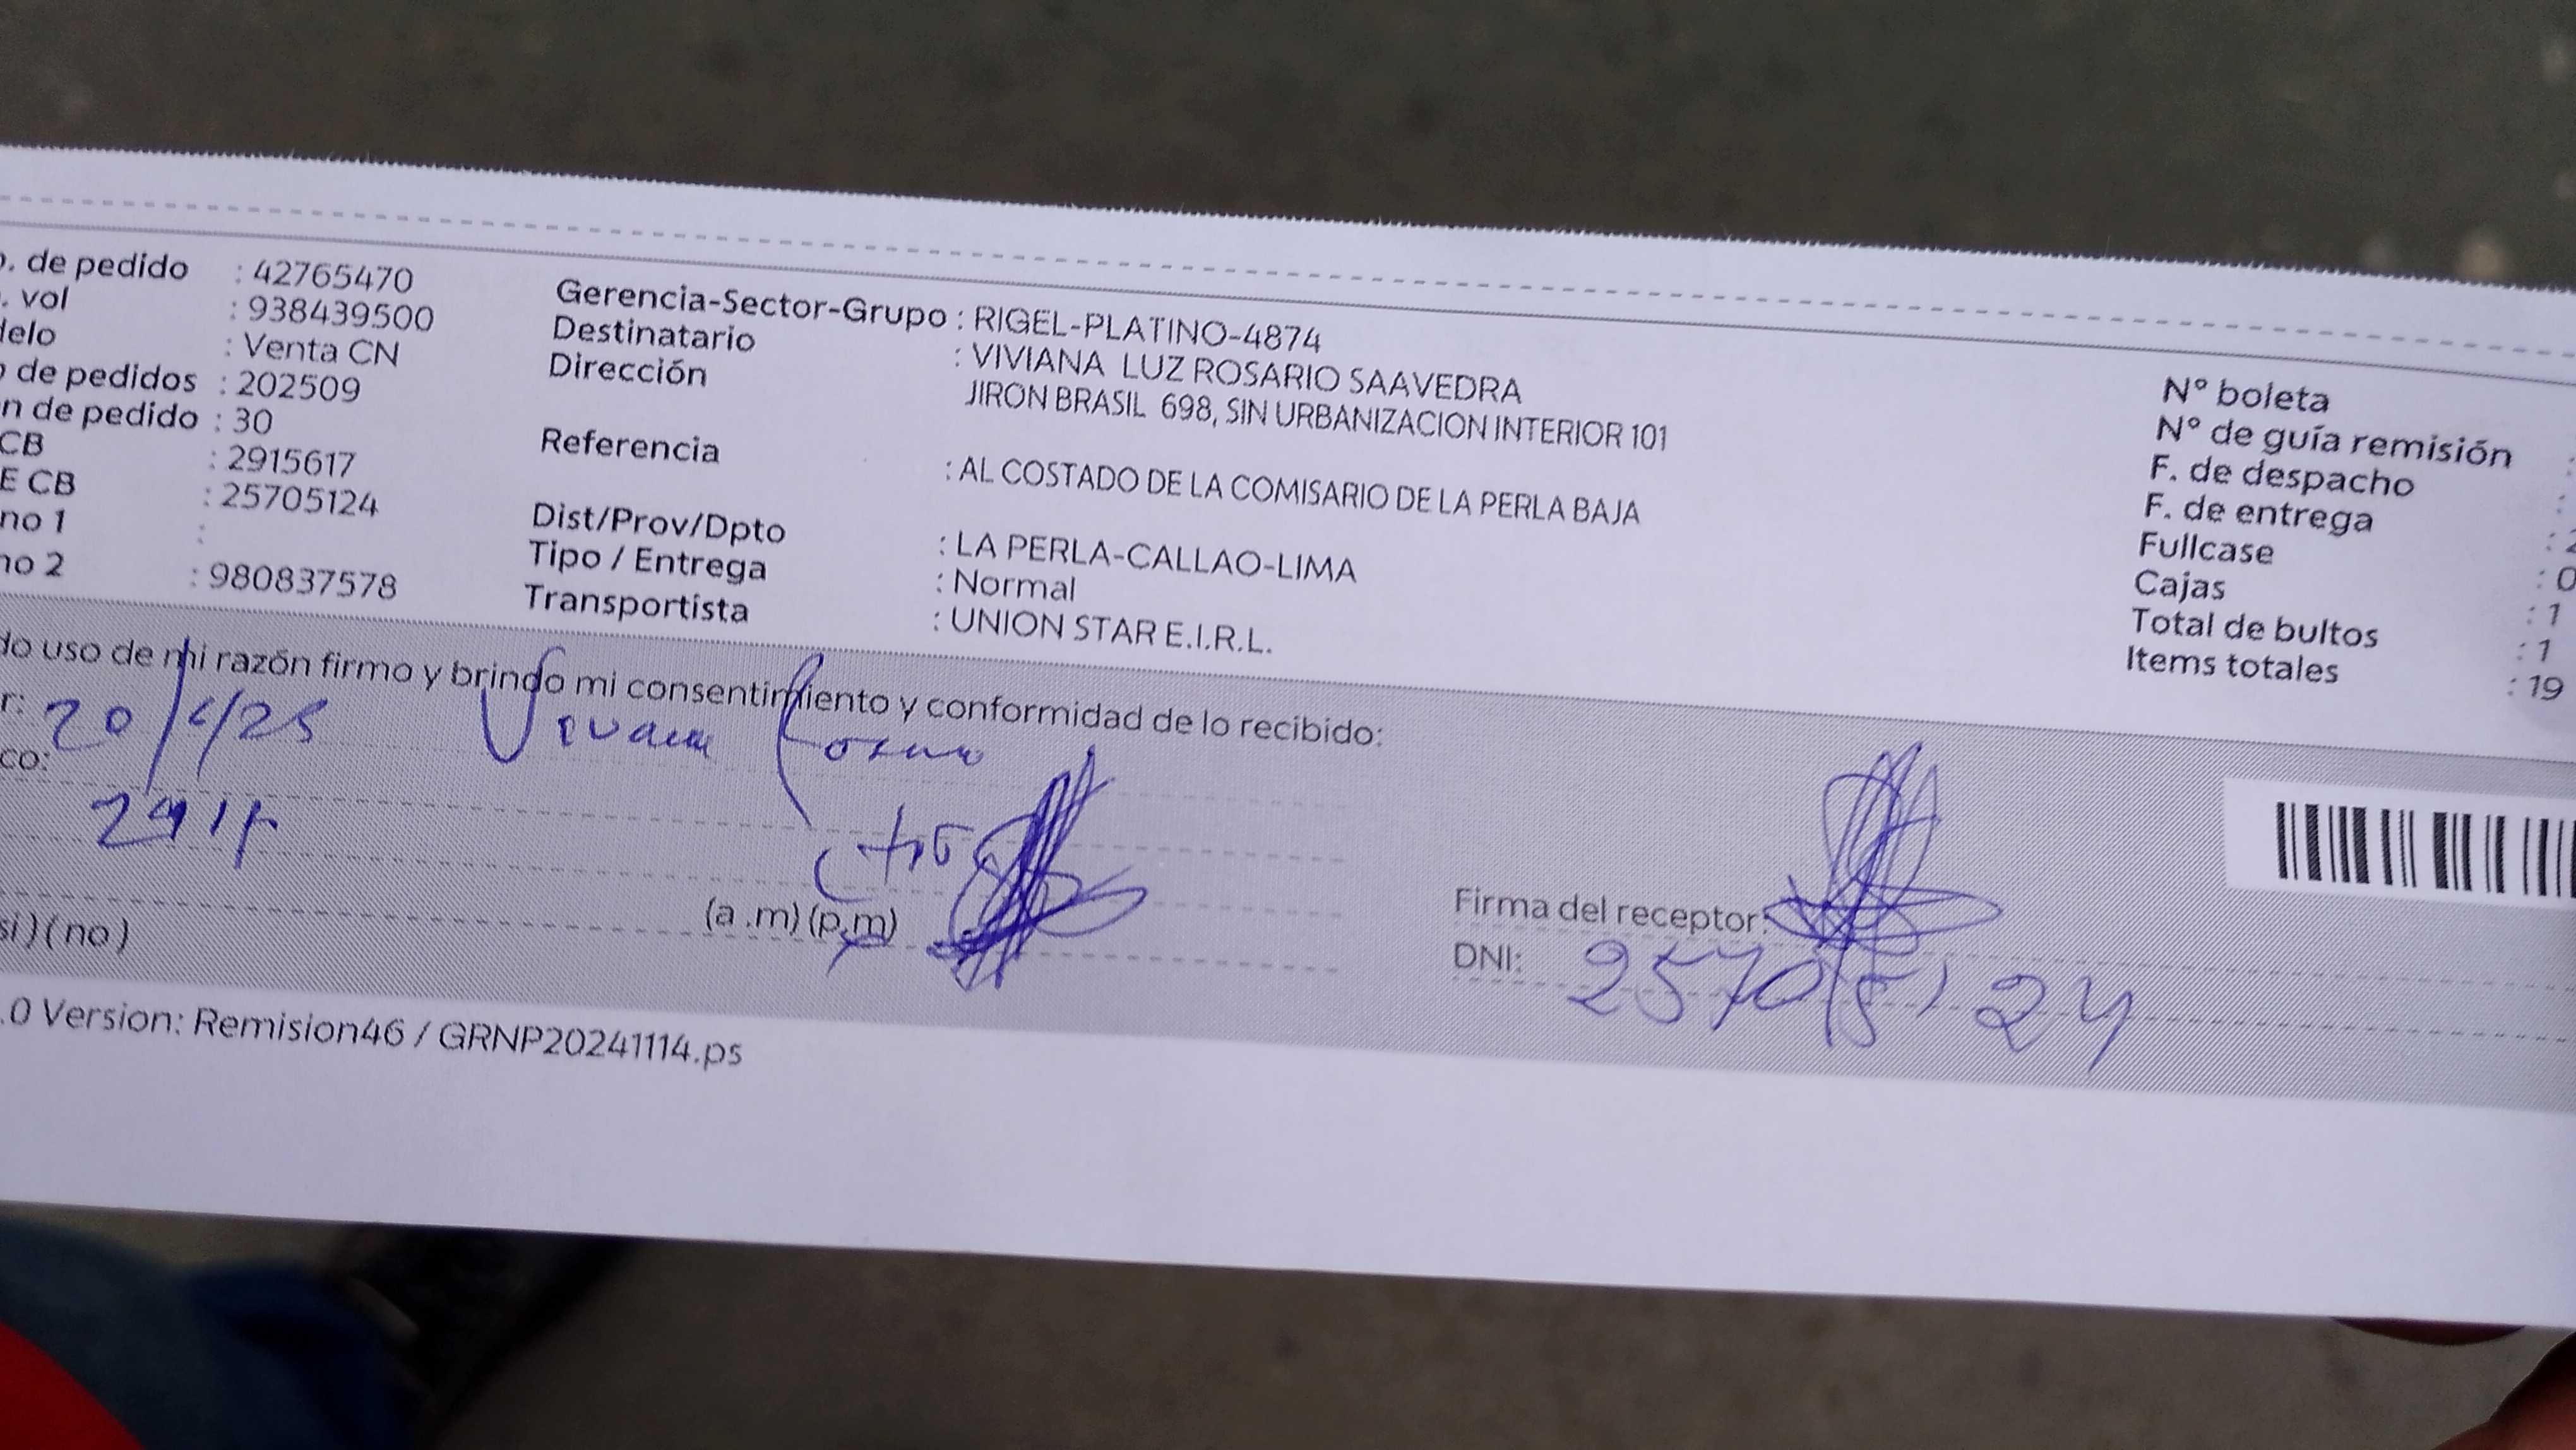 . de pedido : 42765470
. vol : 938439500
delo : Venta CN
de pedidos : 202509
n de pedido : 30
CB : 2915617
E CB : 25705124
no 1 :
no 2 : 980837578
Gerencia-Sector-Grupo : RIGEL-PLATINO-4874
Destinatario : VIVIANA LUZ ROSARIO SAAVEDRA
Dirección JIRON BRASIL 698, SIN URBANIZACION INTERIOR 101
Referencia : AL COSTADO DE LA COMISARIO DE LA PERLA BAJA
Dist/Prov/Dpto : LA PERLA-CALLAO-LIMA
Tipo / Entrega : Normal
Transportista : UNION STAR E.I.R.L.
N° boleta
N° de guía remisión :
F. de despacho :
F. de entrega : 2
Fullcase : 0
Cajas : 1
Total de bultos : 1
Items totales : 19
do uso de mi razón firmo y brindo mi consentimiento y conformidad de lo recibido:
r:
co:
si ) ( no )
(a .m) (p.m)
Firma del receptor:
DNI: 25705124
.0 Version: Remision46 / GRNP20241114.ps